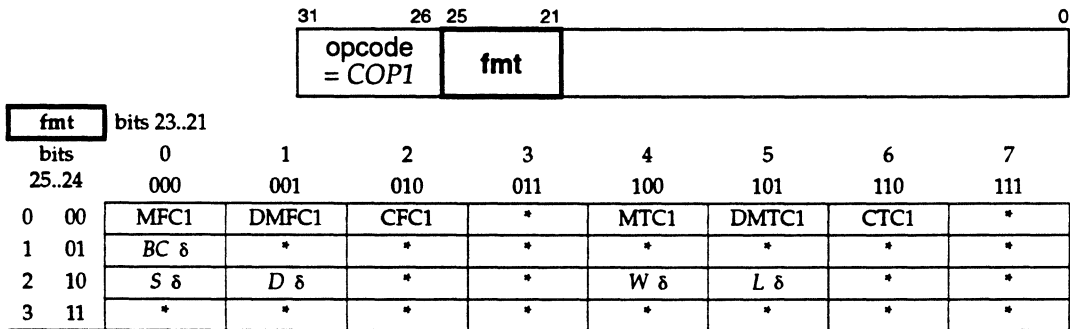 31 26 25 21 0
opcode = COP1 fmt
fmt bits 23..21
bits 0 1 2 3 4 5 6 7
25..24 000 001 010 011 100 101 110 111
0 00 MFC1 DMFC1 CFC1 * MTC1 DMTC1 CTC1 *
1 01 BC δ * * * * * * *
2 10 S δ D δ * * W δ L δ * *
3 11 * * * * * * * *